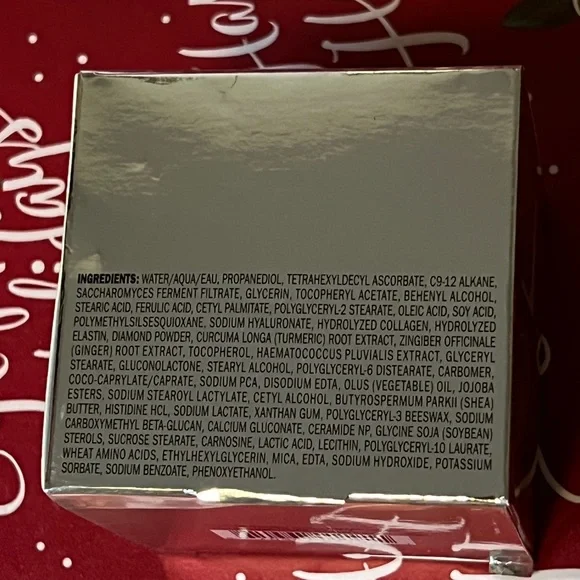 INGREDIENTS: WATER/AQUA/EAU, PROPANEDIOL, TETRAHEXYLDECYL ASCORBATE, C9-12 ALKANE,
SACCHAROMYCES FERMENT FILTRATE, GLYCERIN, TOCOPHERYL ACETATE, BEHENYL ALCOHOL,
STEARIC ACID, FERULIC ACID, CETYL PALMITATE, POLYGLYCERYL-2 STEARATE, OLEIC ACID, SOY ACID,
POLYMETHYLSILSESQUIOXANE, SODIUM HYALURONATE, HYDROLYZED COLLAGEN, HYDROLYZED
ELASTIN, DIAMOND POWDER, CURCUMA LONGA (TURMERIC) ROOT EXTRACT, ZINGIBER OFFICINALE
(GINGER) ROOT EXTRACT, TOCOPHEROL, HAEMATOCOCCUS PLUVIALIS EXTRACT, GLYCERYL
STEARATE, GLUCONOLACTONE, STEARYL ALCOHOL, POLYGLYCERYL-6 DISTEARATE, CARBOMER,
COCO-CAPRYLATE/CAPRATE, SODIUM PCA, DISODIUM EDTA, OLUS (VEGETABLE) OIL, JOJOBA
ESTERS, SODIUM STEAROYL LACTYLATE, CETYL ALCOHOL, BUTYROSPERMUM PARKII (SHEA)
BUTTER, HISTIDINE HCL, SODIUM LACTATE, XANTHAN GUM, POLYGLYCERYL-3 BEESWAX, SODIUM
CARBOXYMETHYL BETA-GLUCAN, CALCIUM GLUCONATE, CERAMIDE NP, GLYCINE SOJA (SOYBEAN)
STEROLS, SUCROSE STEARATE, CARNOSINE, LACTIC ACID, LECITHIN, POLYGLYCERYL-10 LAURATE,
WHEAT AMINO ACIDS, ETHYLHEXYLGLYCERIN, MICA, EDTA, SODIUM HYDROXIDE, POTASSIUM
SORBATE, SODIUM BENZOATE, PHENOXYETHANOL.